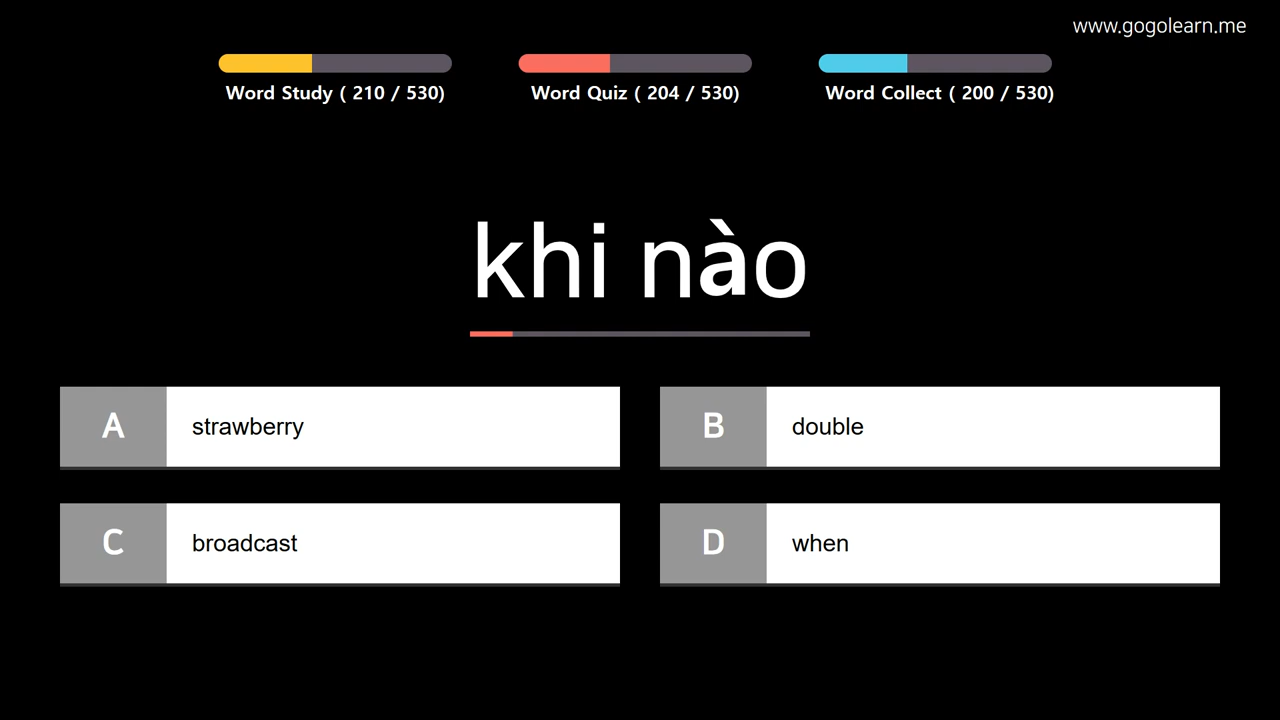 www.gogolearn.me
Word Study ( 210 / 530)
Word Quiz ( 204 / 530)
Word Collect ( 200 / 530)
khi nào
A strawberry
B double
C broadcast
D when